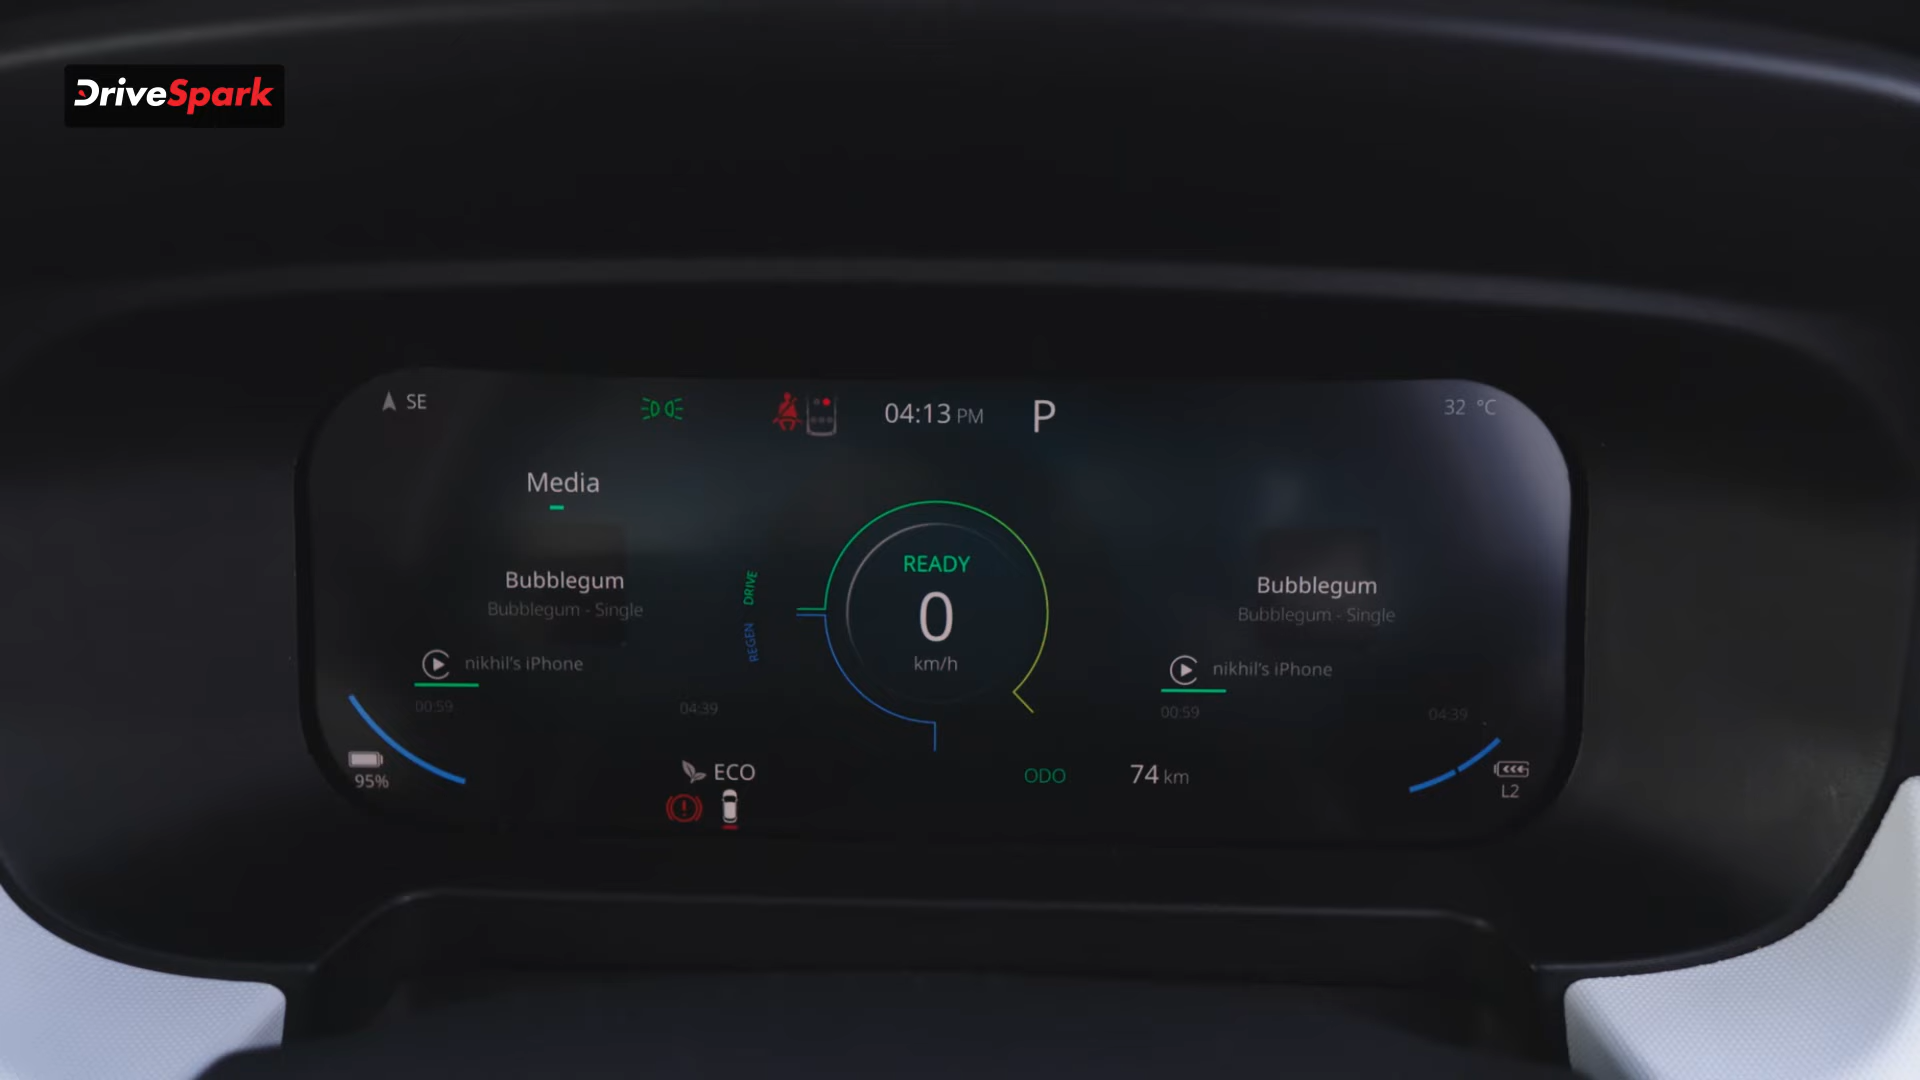 DriveSpark
SE
04:13 PM
P
32 °C
Media
Bubblegum
Bubblegum - Single
nikhil's iPhone
00:59
04:39
95%
DRIVE
REGEN
READY
0
km/h
Bubblegum
Bubblegum - Single
nikhil's iPhone
00:59
04:39
ECO
ODO
74 km
L2